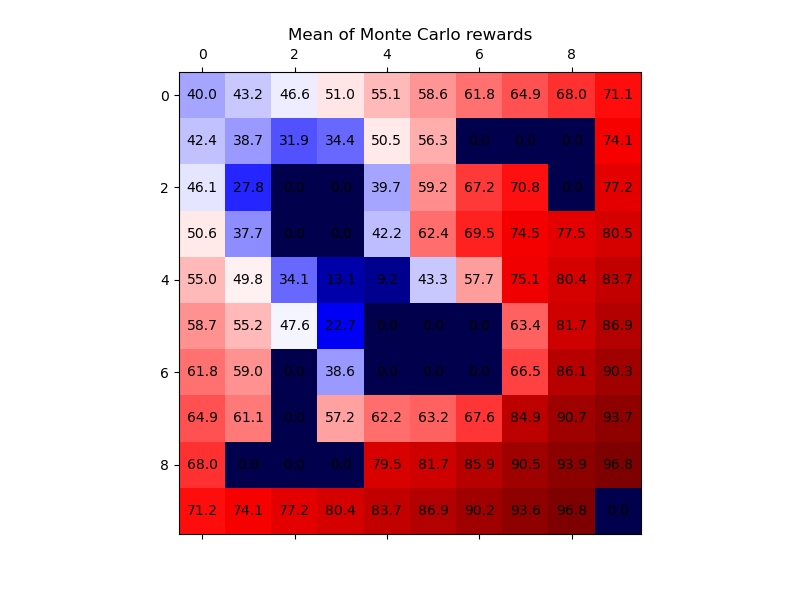 Mean of Monte Carlo rewards
0 2 4 6 8
0 40.0 43.2 46.6 51.0 55.1 58.6 61.8 64.9 68.0 71.1
42.4 38.7 31.9 34.4 50.5 56.3 0.0 0.0 0.0 74.1
2 46.1 27.8 0.0 0.0 39.7 59.2 67.2 70.8 0.0 77.2
50.6 37.7 0.0 0.0 42.2 62.4 69.5 74.5 77.5 80.5
4 55.0 49.8 34.1 13.1 9.2 43.3 57.7 75.1 80.4 83.7
58.7 55.2 47.6 22.7 0.0 0.0 0.0 63.4 81.7 86.9
6 61.8 59.0 0.0 38.6 0.0 0.0 0.0 66.5 86.1 90.3
64.9 61.1 0.0 57.2 62.2 63.2 67.6 84.9 90.7 93.7
8 68.0 0.0 0.0 0.0 79.5 81.7 85.9 90.5 93.9 96.8
71.2 74.1 77.2 80.4 83.7 86.9 90.2 93.6 96.8 0.0